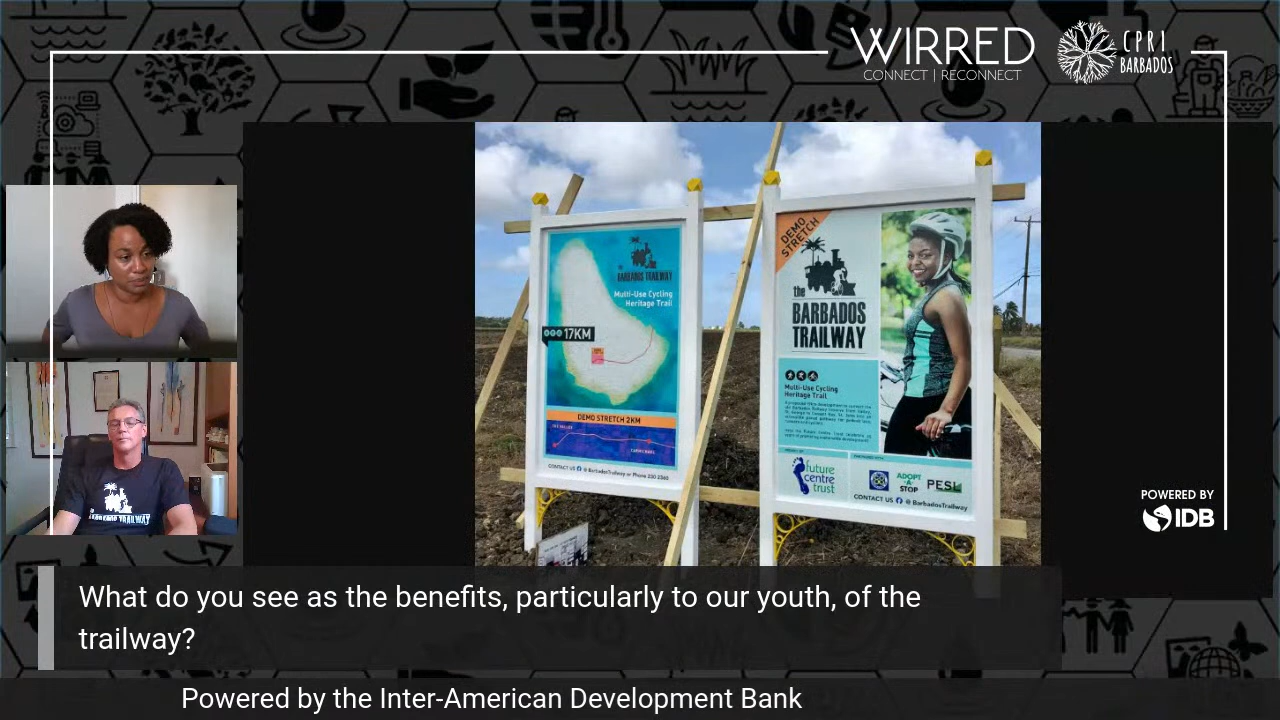 WIRRED
CONNECT | RECONNECT
CPRI
BARBADOS
the
BARBADOS TRAILWAY
Multi-Use Cycling
Heritage Trail
17KM
DEMO STRETCH 2KM
CONTACT US @BarbadosTrailway or Phone
DEMO
STRETCH
the
BARBADOS
TRAILWAY
Multi-Use Cycling
Heritage Trail
future
centre
trust
ADOPT
A
STOP
PESL
CONTACT US @BarbadosTrailway
BARBADOS TRAILWAY
POWERED BY
IDB
What do you see as the benefits, particularly to our youth, of the
trailway?
Powered by the Inter-American Development Bank